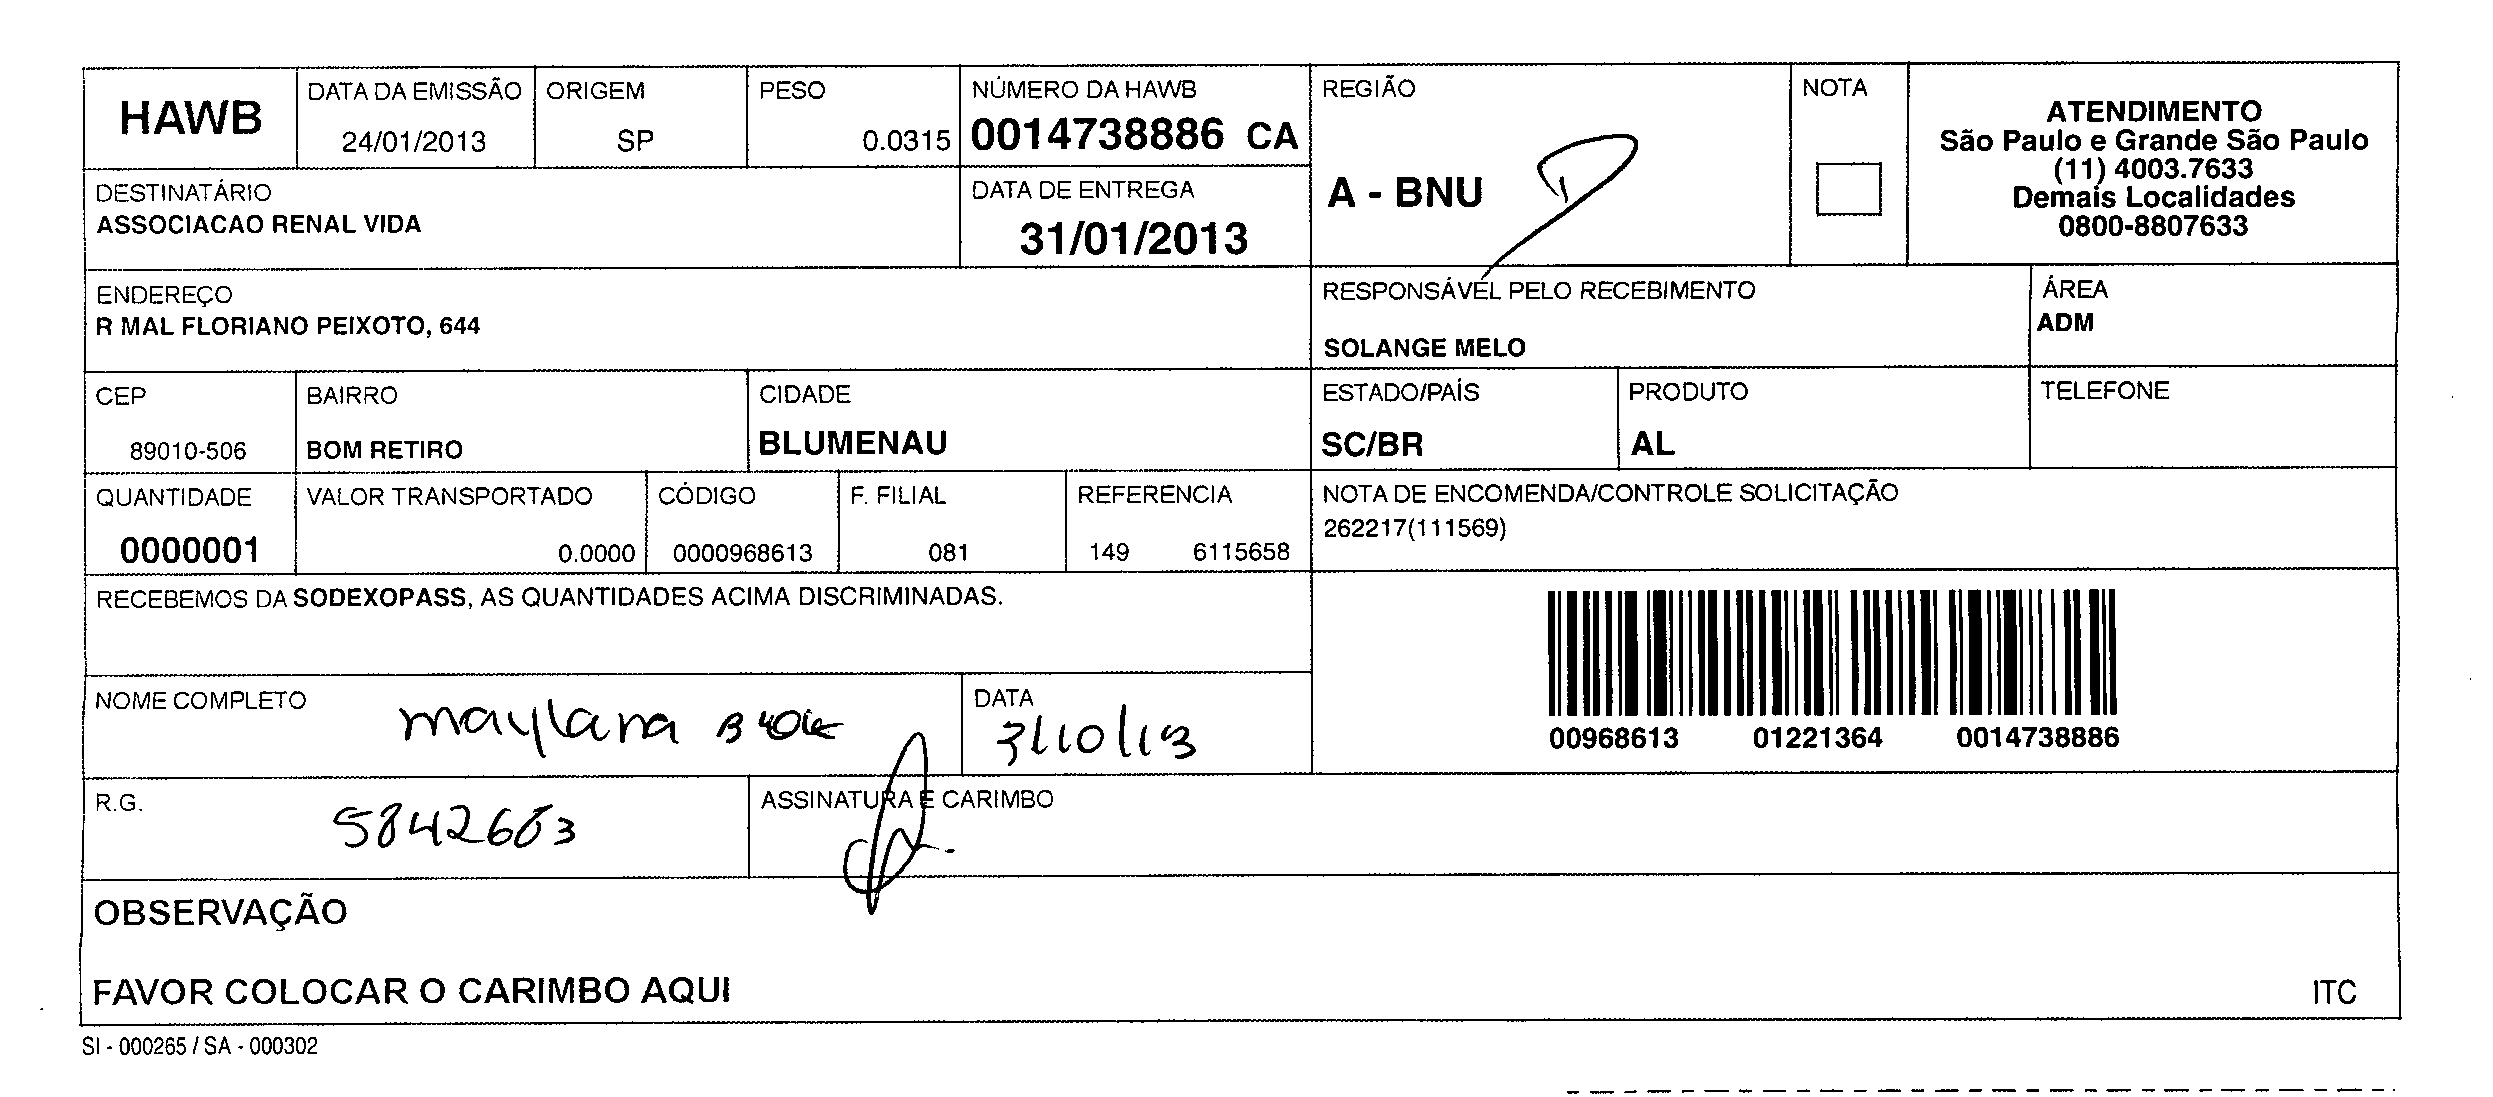 HAWB
DATA DA EMISSÃO
24/01/2013
ORIGEM
SP
PESO
0.0315
NÚMERO DA HAWB
0014738886 CA
REGIÃO
A - BNU
NOTA
ATENDIMENTO
São Paulo e Grande São Paulo
(11) 4003.7633
Demais Localidades
0800-8807633
DESTINATÁRIO
ASSOCIACAO RENAL VIDA
DATA DE ENTREGA
31/01/2013
ENDEREÇO
R MAL FLORIANO PEIXOTO, 644
RESPONSÁVEL PELO RECEBIMENTO
SOLANGE MELO
ÁREA
ADM
CEP
89010-506
BAIRRO
BOM RETIRO
CIDADE
BLUMENAU
ESTADO/PAÍS
SC/BR
PRODUTO
AL
TELEFONE
QUANTIDADE
0000001
VALOR TRANSPORTADO
0.0000
CÓDIGO
0000968613
F. FILIAL
081
REFERENCIA
149 6115658
NOTA DE ENCOMENDA/CONTROLE SOLICITAÇÃO
262217(111569)
RECEBEMOS DA SODEXOPASS, AS QUANTIDADES ACIMA DISCRIMINADAS.
00968613 01221364 0014738886
NOME COMPLETO
maylara
DATA
R.G.
ASSINATURA E CARIMBO
OBSERVAÇÃO
FAVOR COLOCAR O CARIMBO AQUI
ITC
SI - 000265 / SA - 000302